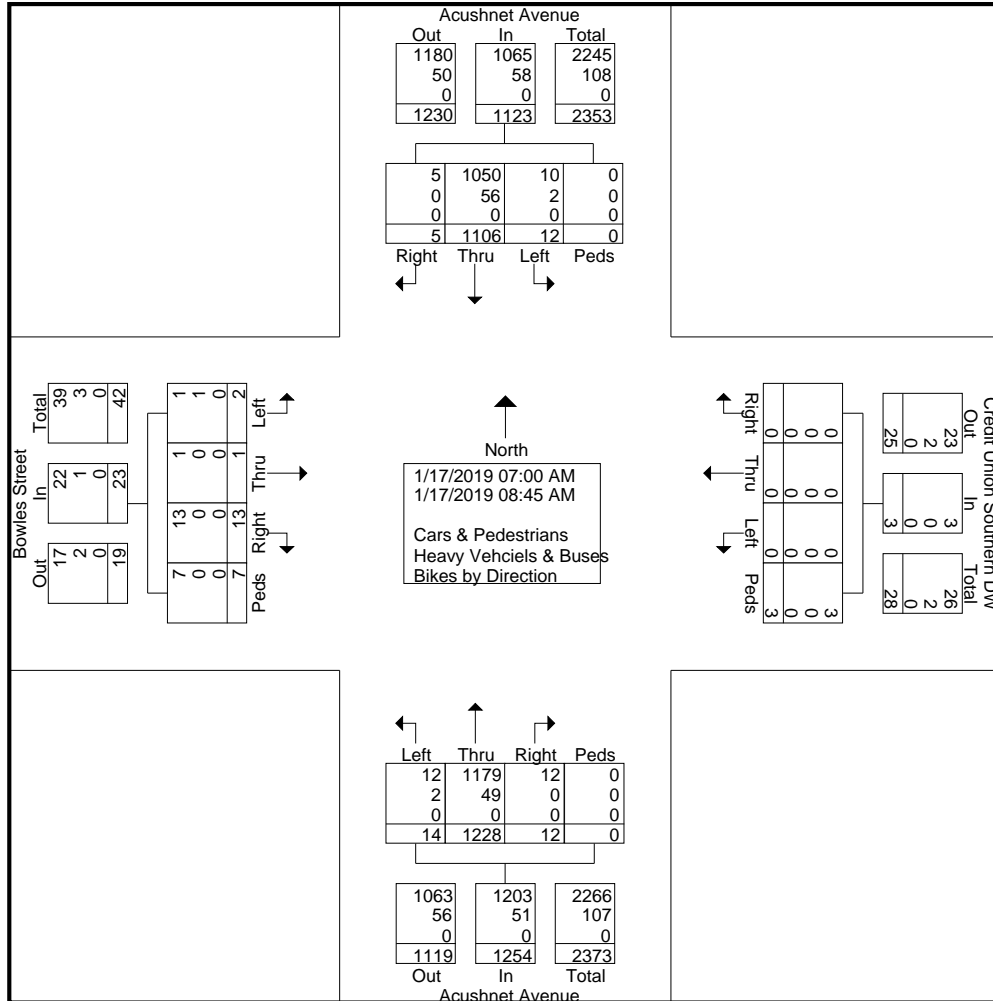 Acushnet Avenue
Out In Total
1180 1065 2245
50 58 108
0 0 0
1230 1123 2353
5 1050 10 0
0 56 2 0
0 0 0 0
5 1106 12 0
Right Thru Left Peds
Bowles Street
Total
39
3
0
42
In
22
1
0
23
Out
17
2
0
19
Left
1
1
0
2
Thru
1
0
0
1
Right
13
0
0
13
Peds
7
0
0
7
North
1/17/2019 07:00 AM
1/17/2019 08:45 AM
Cars & Pedestrians
Heavy Vehciels & Buses
Bikes by Direction
Right
0
0
0
0
Thru
0
0
0
0
Left
0
0
0
0
Peds
3
0
0
3
Credit Union Southern DW
Out
23
2
0
25
In
3
0
0
3
Total
26
2
0
28
Left Thru Right Peds
12 1179 12 0
2 49 0 0
0 0 0 0
14 1228 12 0
1063 1203 2266
56 51 107
0 0 0
1119 1254 2373
Out In Total
Acushnet Avenue